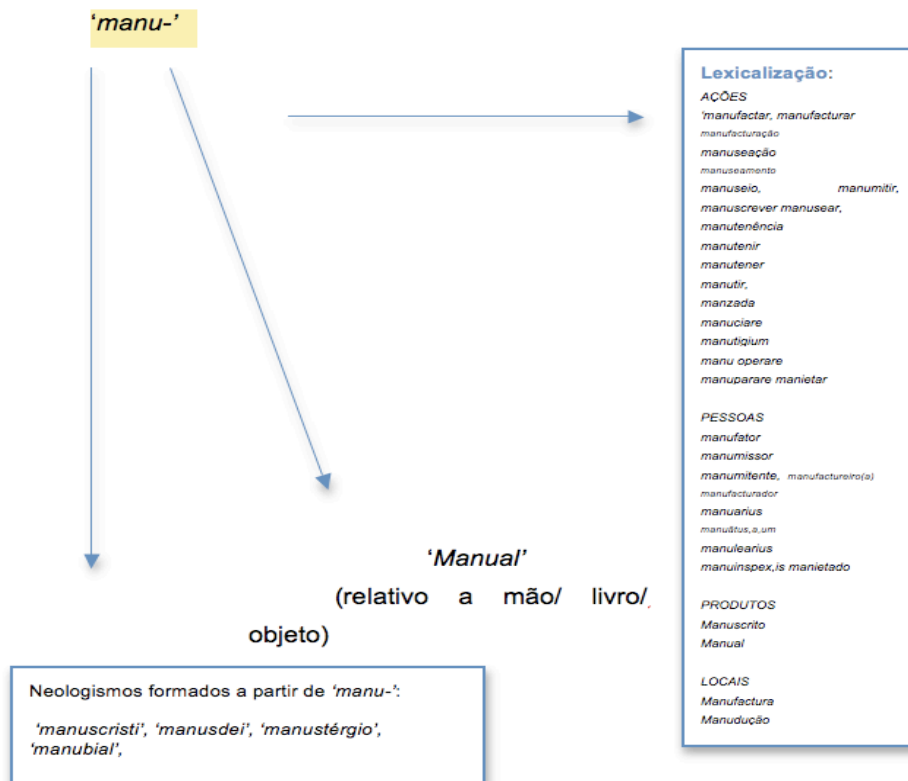 ‘manu-’
Lexicalização:
AÇÕES
‘manufactar, manufacturar
manufacturação
manuseação
manuseamento
manuseio, manumitir,
manuscrever manusear,
manutenência
manutenir
manutener
manutir,
manzada
manuciare
manutigium
manu operare
manuparare manietar
PESSOAS
manufator
manumissor
manumitente, manufactureiro(a)
manufacturador
manuarius
manuātus,a,um
manulearius
manuinspex,is manietado
PRODUTOS
Manuscrito
Manual
LOCAIS
Manufactura
Manudução
‘Manual’
(relativo a mão/ livro/
objeto)
Neologismos formados a partir de ‘manu-’:
‘manuscristi’, ‘manusdei’, ‘manustérgio’,
‘manubial’,